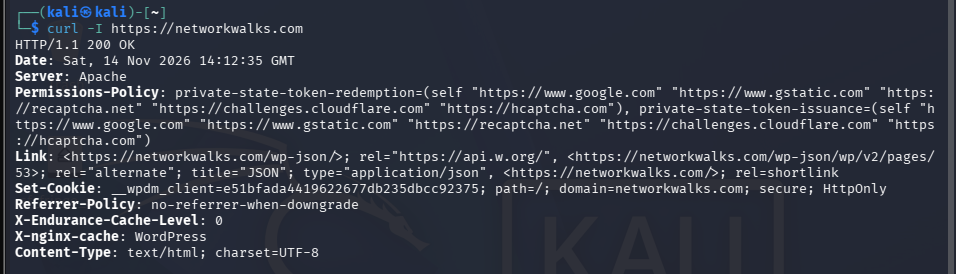 ┌──(kali㉿kali)-[~]
└─$ curl -I https://networkwalks.com
HTTP/1.1 200 OK
Date: Sat, 14 Nov 2026 14:12:35 GMT
Server: Apache
Permissions-Policy: private-state-token-redemption=(self "https://www.google.com" "https://www.gstatic.com" "https:
//recaptcha.net" "https://challenges.cloudflare.com" "https://hcaptcha.com"), private-state-token-issuance=(self "h
ttps://www.google.com" "https://www.gstatic.com" "https://recaptcha.net" "https://challenges.cloudflare.com" "https
://hcaptcha.com")
Link: <https://networkwalks.com/wp-json/>; rel="https://api.w.org/", <https://networkwalks.com/wp-json/wp/v2/pages/
53>; rel="alternate"; title="JSON"; type="application/json", <https://networkwalks.com/>; rel=shortlink
Set-Cookie: __wpdm_client=e51bfada4419622677db235dbcc92375; path=/; domain=networkwalks.com; secure; HttpOnly
Referrer-Policy: no-referrer-when-downgrade
X-Endurance-Cache-Level: 0
X-nginx-cache: WordPress
Content-Type: text/html; charset=UTF-8
KALI